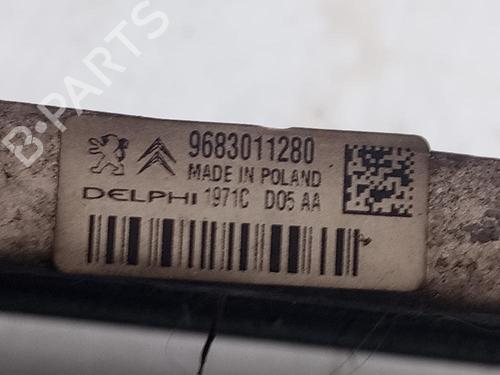 B-PARTS
9683011280
MADE IN POLAND
DELPHI 1971C D05 AA